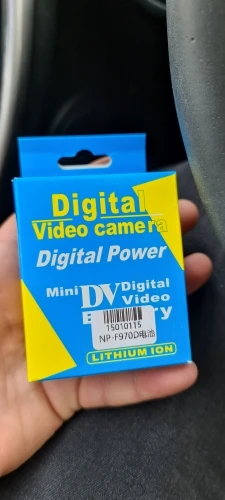 Digital
Video camera
Digital Power
Mini DV Digital
Video
15010115
NP-F970D电池
LITHIUM ION